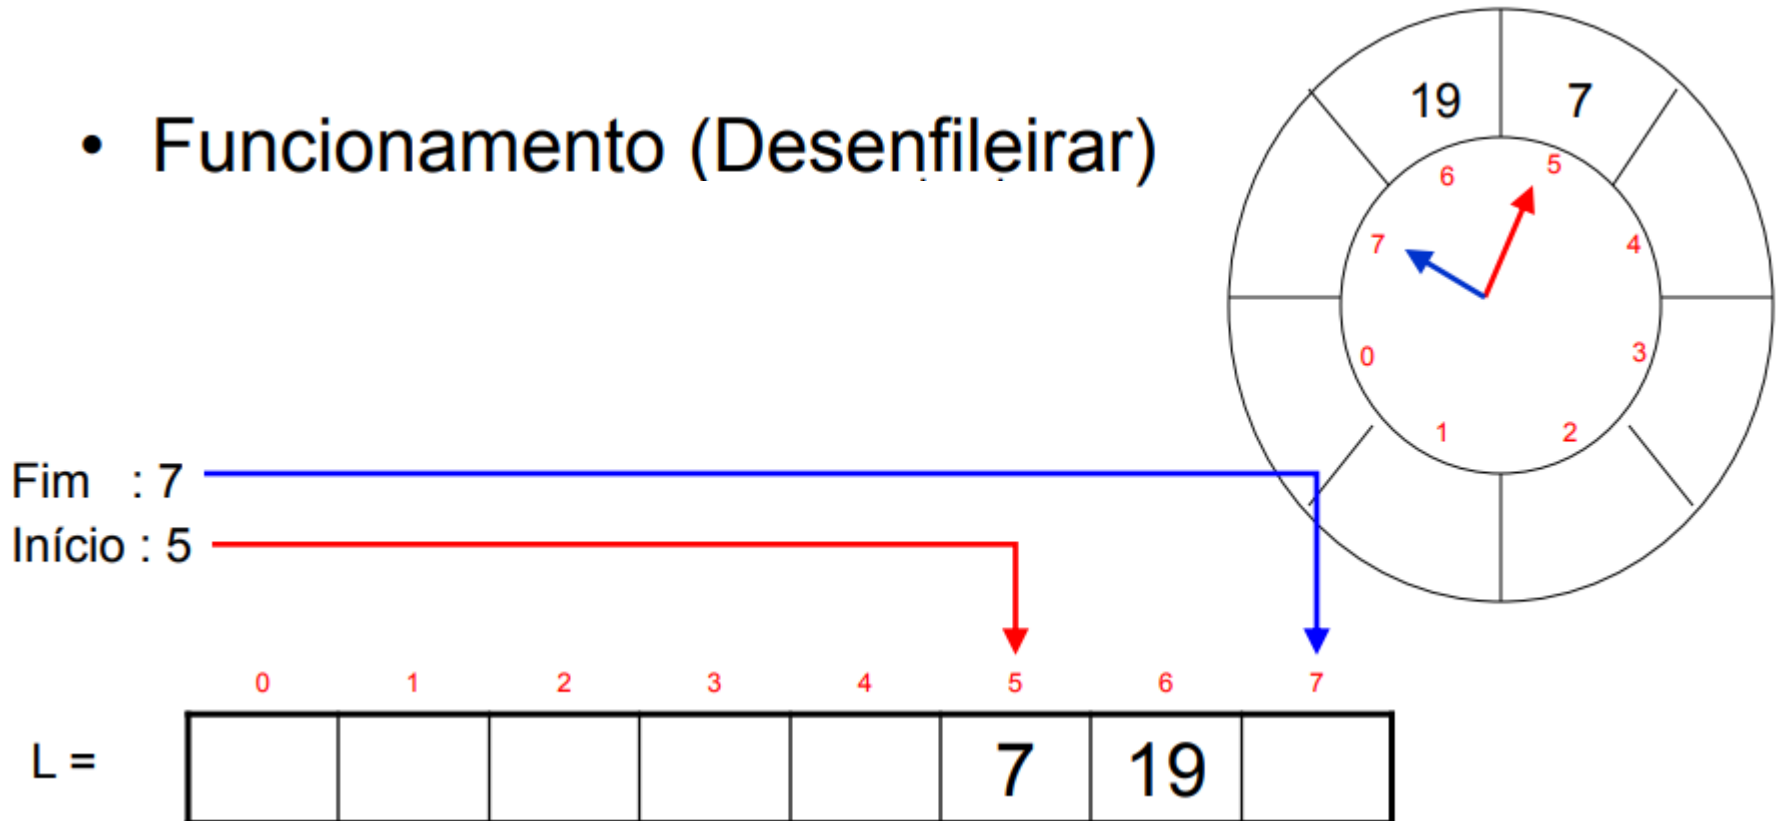 • Funcionamento (Desenfileirar)
19 7
6 5
7 4
0 3
1 2
Fim : 7
Início : 5
0 1 2 3 4 5 6 7
L = 7 19